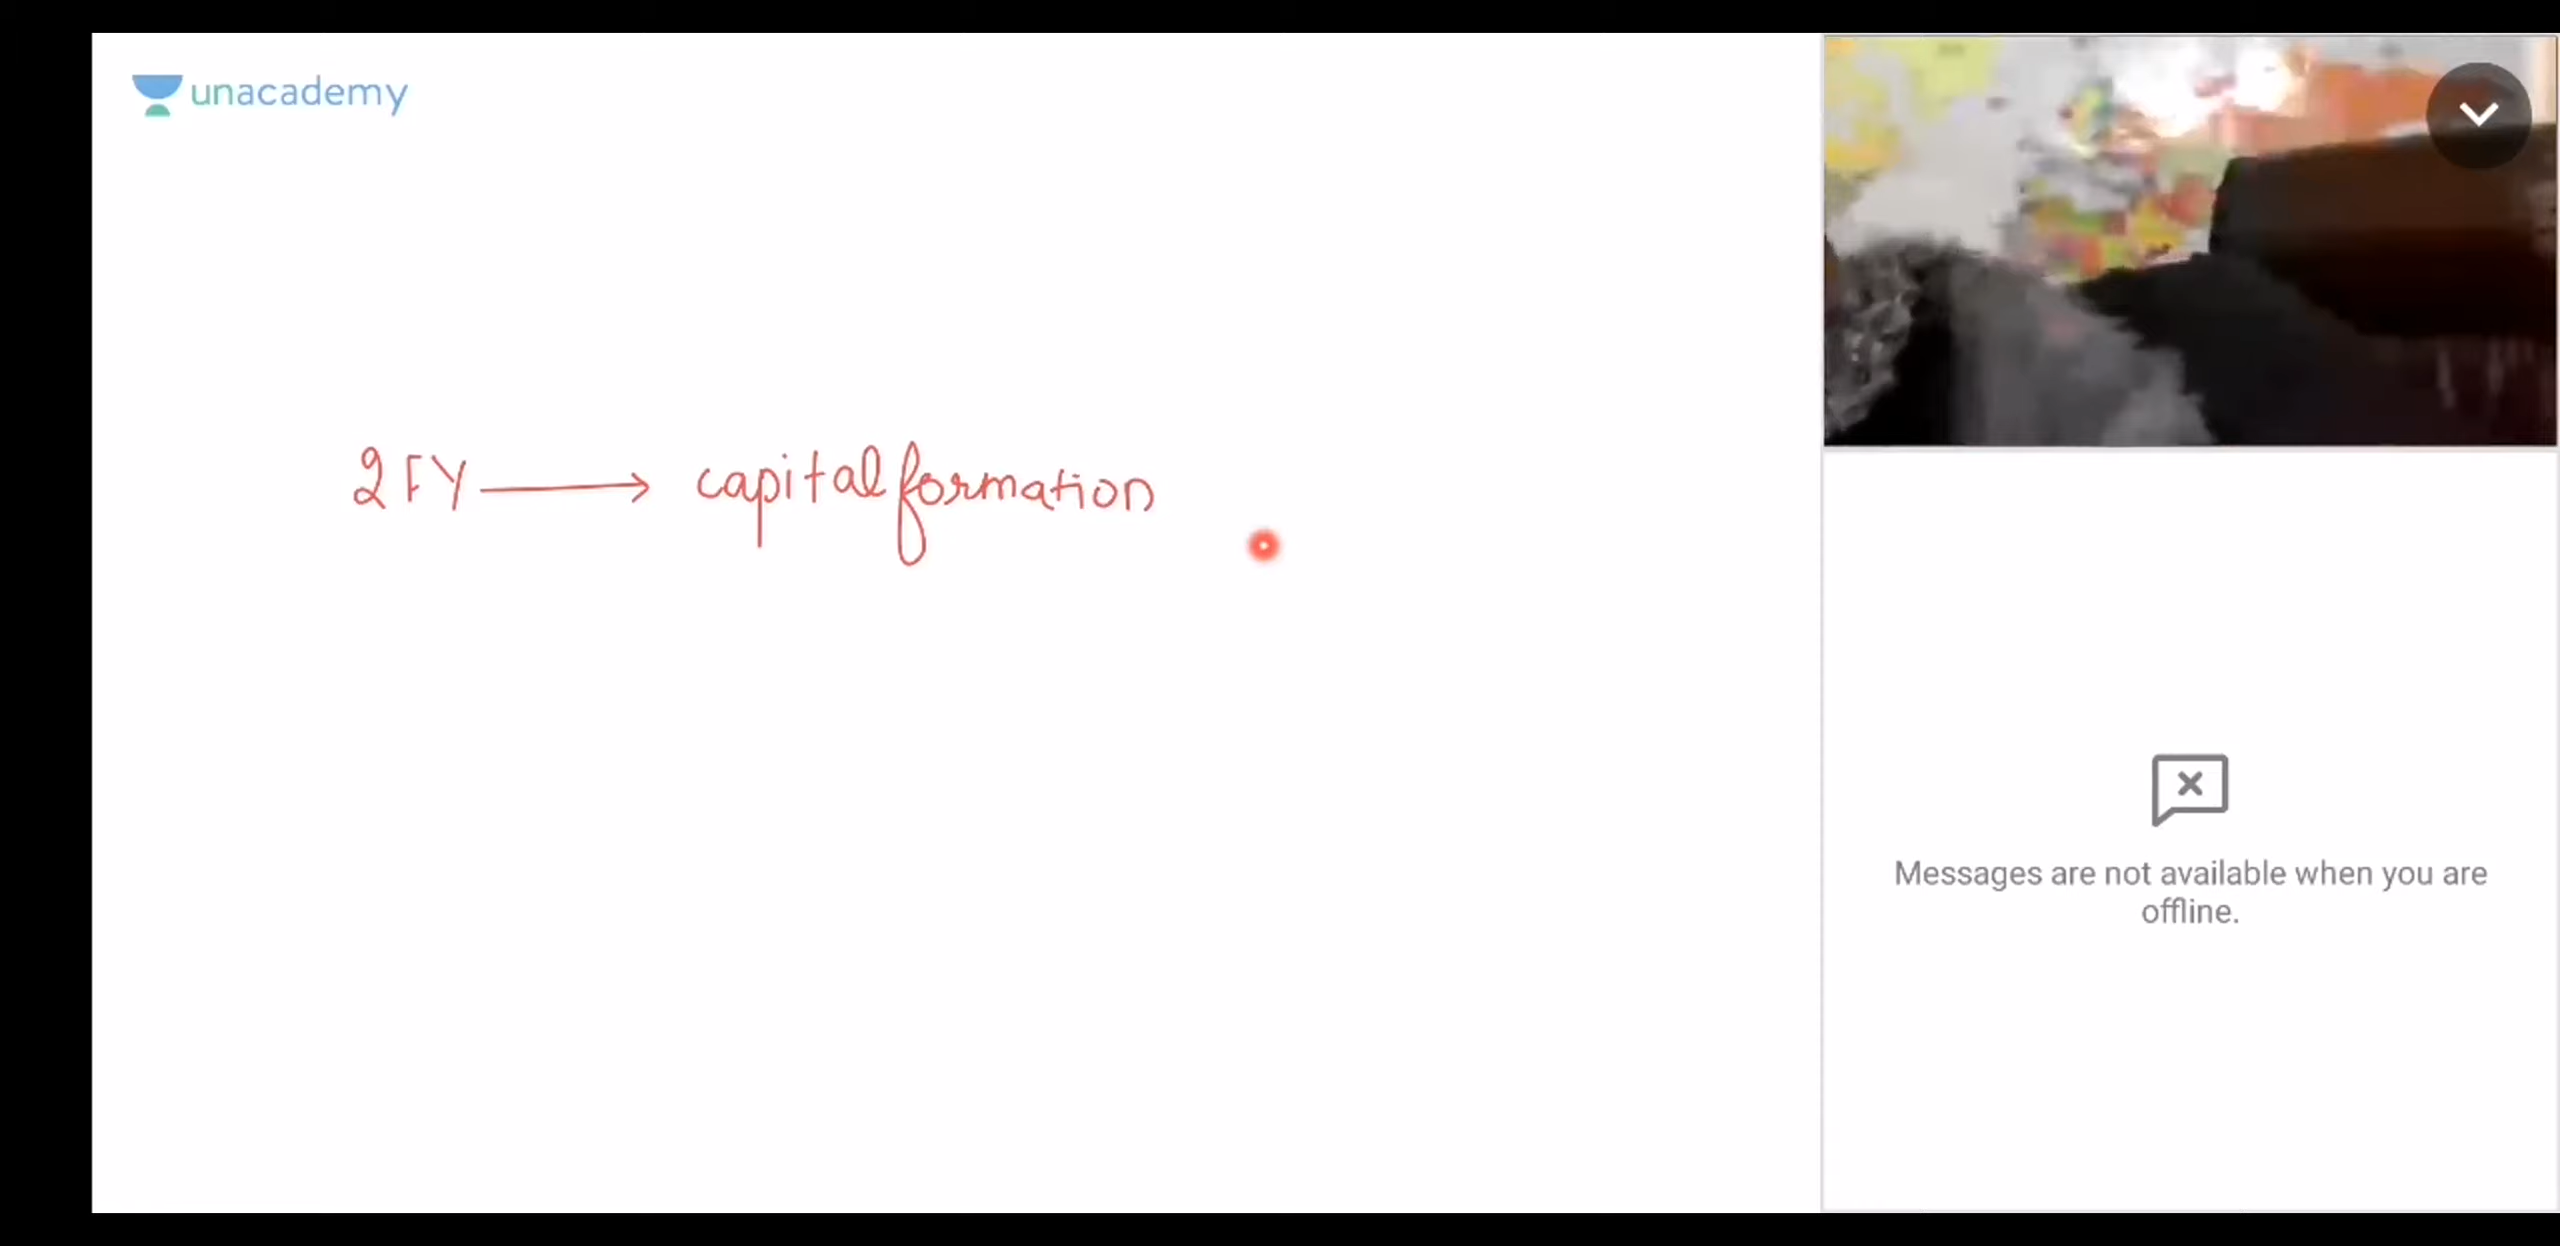 unacademy
2FY → capital formation
Messages are not available when you are
offline.